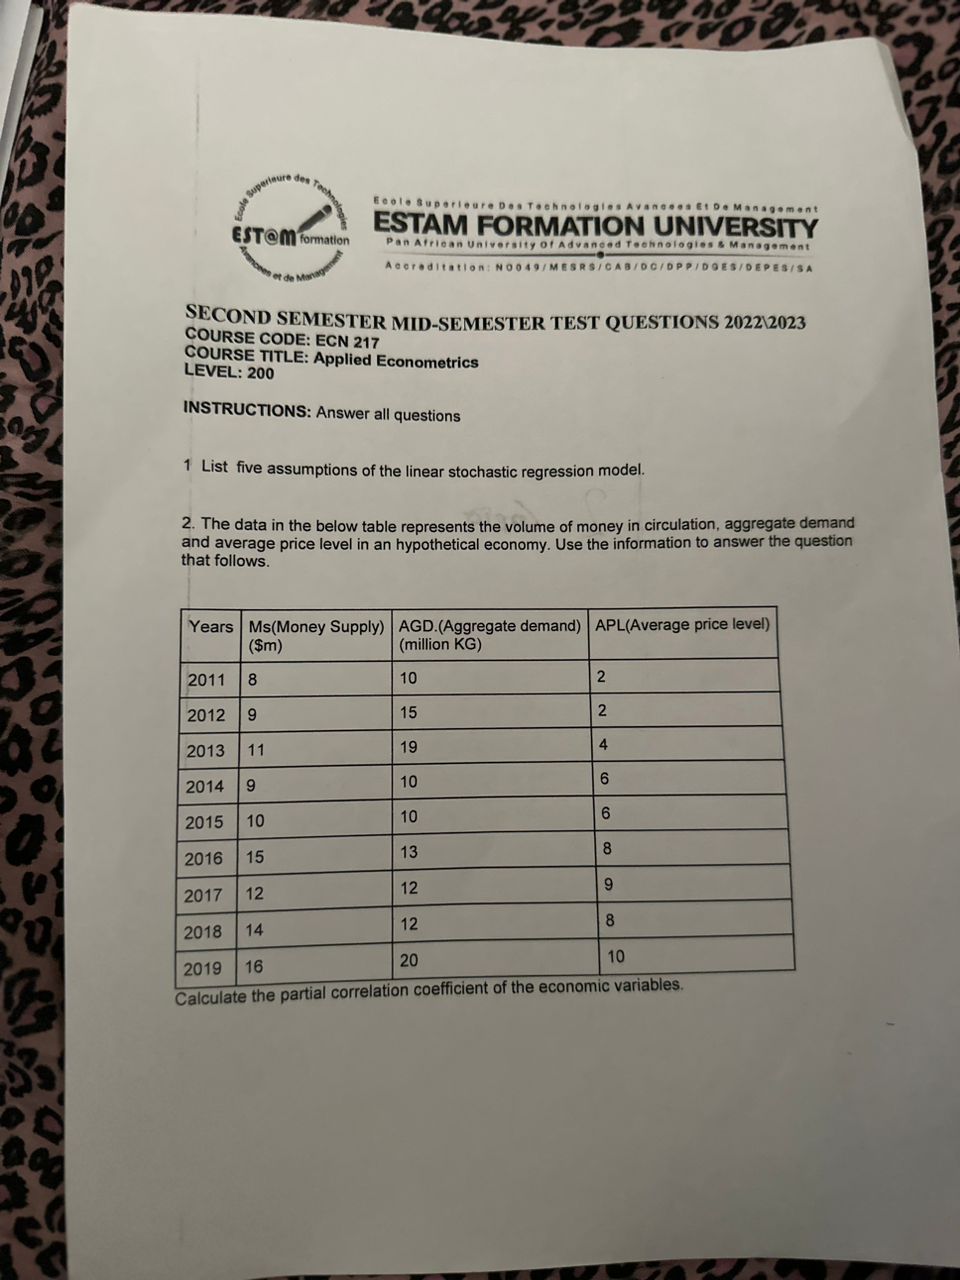 Ecole Superieure des Technologies
EST@M formation
Avancees et de Management
Ecole Superieure Des Technologies Avancees Et De Management
ESTAM FORMATION UNIVERSITY
Pan African University Of Advanced Technologies & Management
Accreditation: N0049/MESRS/CAB/DC/DPP/DGES/DEPES/SA
SECOND SEMESTER MID-SEMESTER TEST QUESTIONS 2022\2023
COURSE CODE: ECN 217
COURSE TITLE: Applied Econometrics
LEVEL: 200
INSTRUCTIONS: Answer all questions
1 List five assumptions of the linear stochastic regression model.
2. The data in the below table represents the volume of money in circulation, aggregate demand
and average price level in an hypothetical economy. Use the information to answer the question
that follows.
Years Ms(Money Supply) AGD.(Aggregate demand) APL(Average price level)
($m) (million KG)
2011 8 10 2
2012 9 15 2
2013 11 19 4
2014 9 10 6
2015 10 10 6
2016 15 13 8
2017 12 12 9
2018 14 12 8
2019 16 20 10
Calculate the partial correlation coefficient of the economic variables.